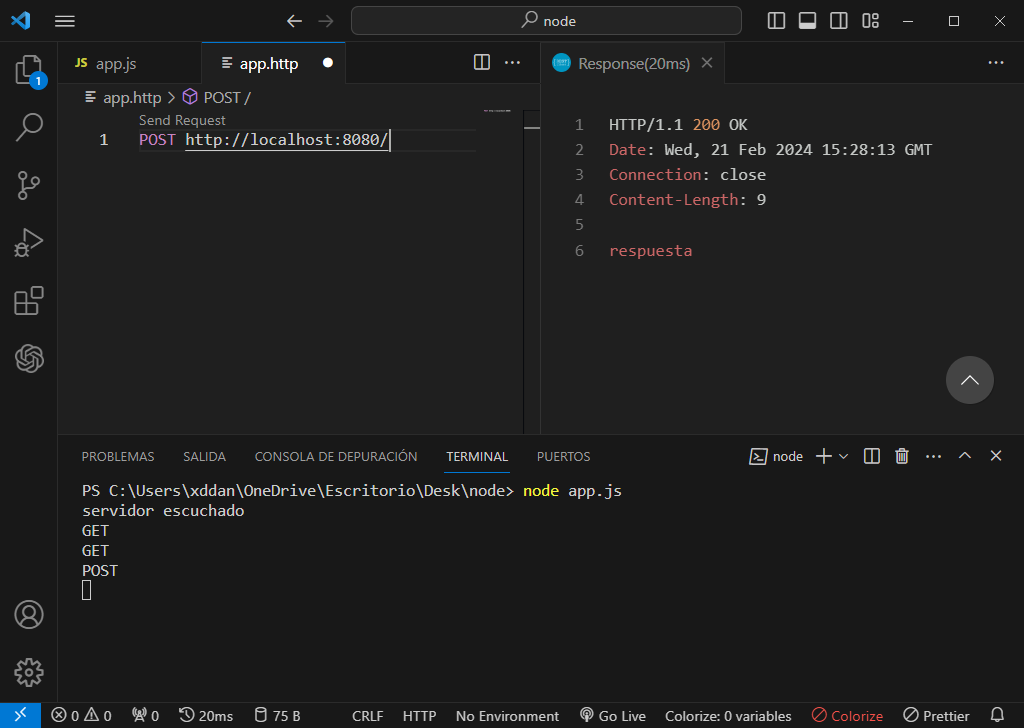 node
JS app.js
app.http
Response(20ms)
1
app.http > POST /
Send Request
1 POST http://localhost:8080/
1 HTTP/1.1 200 OK
2 Date: Wed, 21 Feb 2024 15:28:13 GMT
3 Connection: close
4 Content-Length: 9
5
6 respuesta
PROBLEMAS SALIDA CONSOLA DE DEPURACIÓN TERMINAL PUERTOS node
PS C:\Users\xddan\OneDrive\Escritorio\Desk\node> node app.js
servidor escuchado
GET
GET
POST
0 0 0 20ms 75 B CRLF HTTP No Environment Go Live Colorize: 0 variables Colorize Prettier